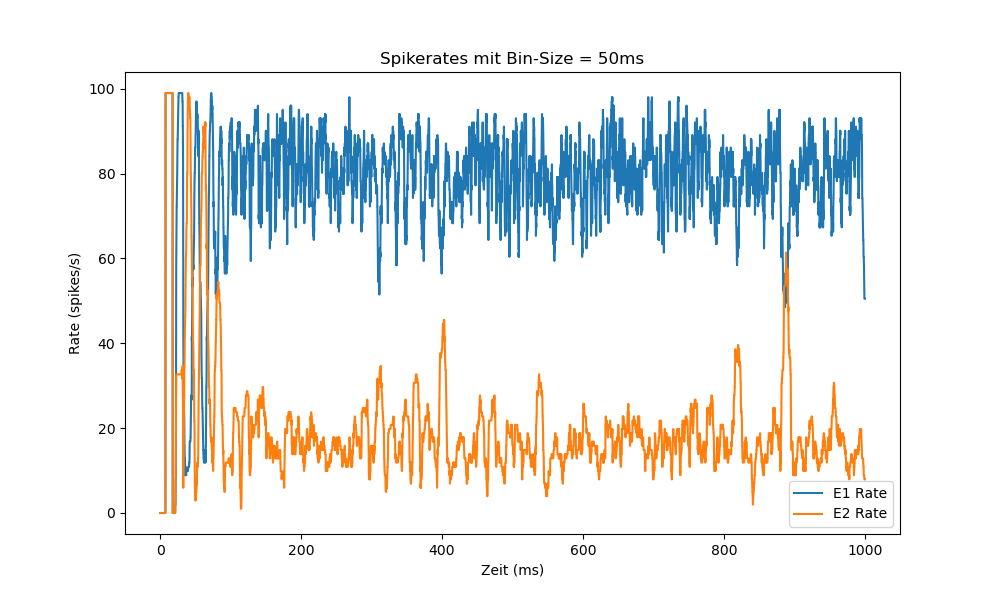 Spikerates mit Bin-Size = 50ms
100
80
60
40
20
0
Rate (spikes/s)
0 200 400 600 800 1000
Zeit (ms)
E1 Rate
E2 Rate